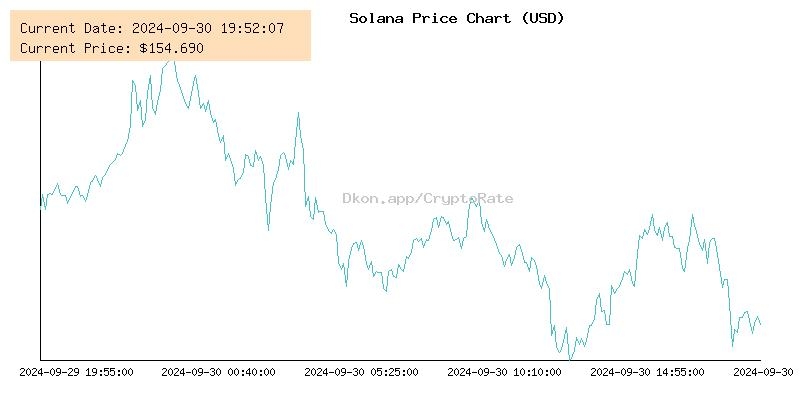 Solana Price Chart (USD)
Current Date: 2024-09-30 19:52:07
Current Price: $154.690
Dkon.app/CryptoRate
2024-09-29 19:55:00 2024-09-30 00:40:00 2024-09-30 05:25:00 2024-09-30 10:10:00 2024-09-30 14:55:00 2024-09-30